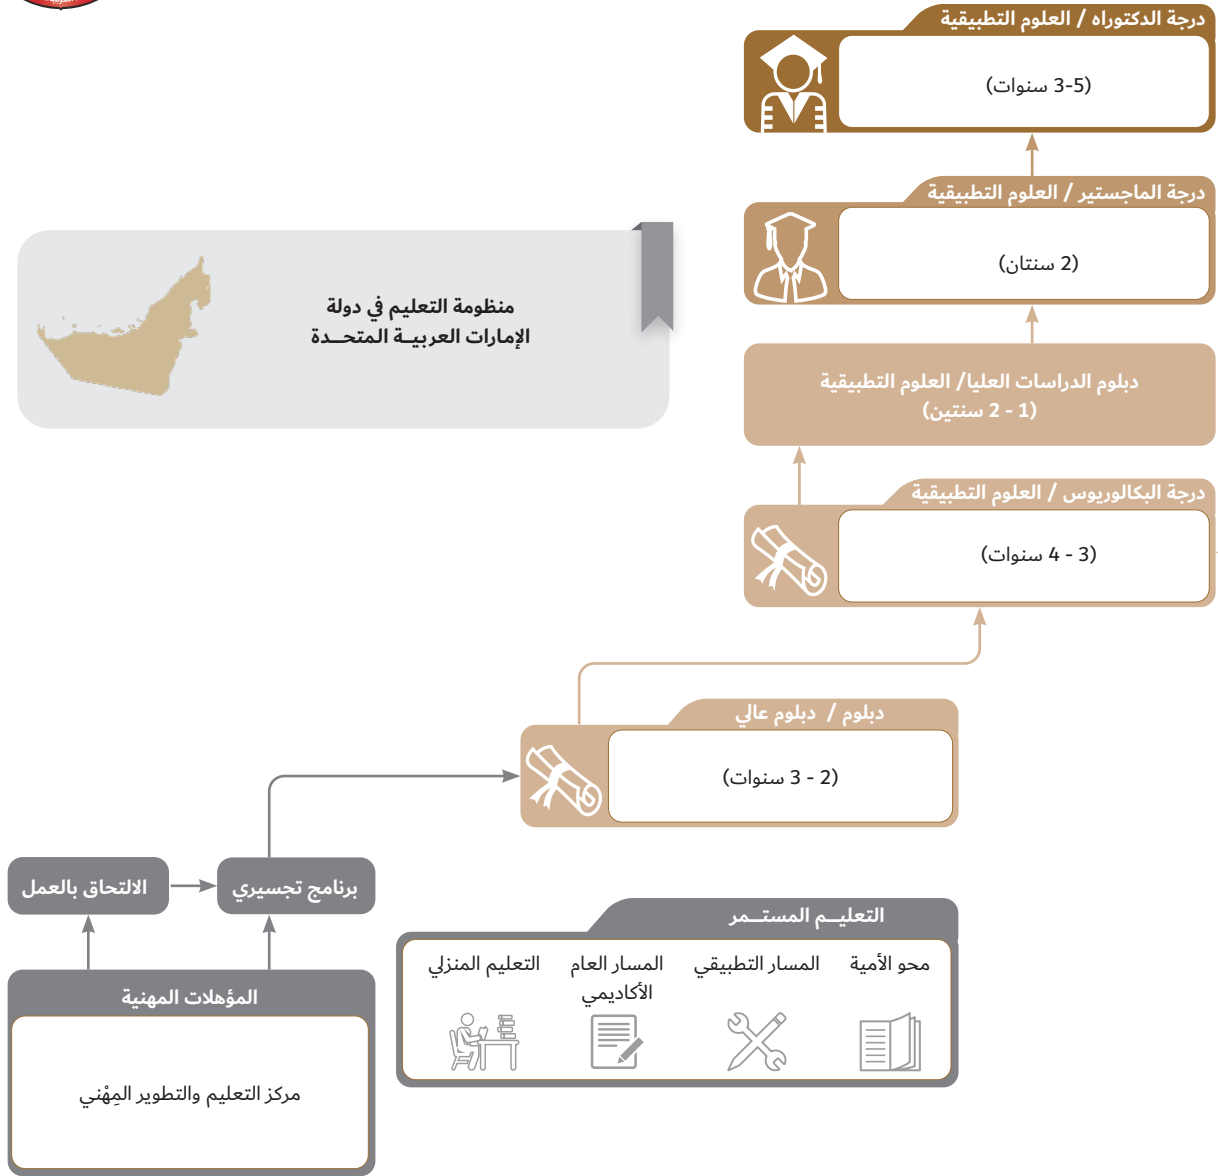 درجة الدكتوراه / العلوم التطبيقية
(3-5 سنوات)
درجة الماجستير / العلوم التطبيقية
(2 سنتان)
منظومة التعليم في دولة
الإمارات العربيــة المتحــدة
دبلوم الدراسات العليا/ العلوم التطبيقية
(1 - 2 سنتين)
درجة البكالوريوس / العلوم التطبيقية
(3 - 4 سنوات)
دبلوم / دبلوم عالي
(2 - 3 سنوات)
برنامج تجسيري
الالتحاق بالعمل
التعليــم المستــمر
محو الأمية
المسار التطبيقي
المسار العام
الأكاديمي
التعليم المنزلي
المؤهلات المهنية
مركز التعليم والتطوير المِهْني